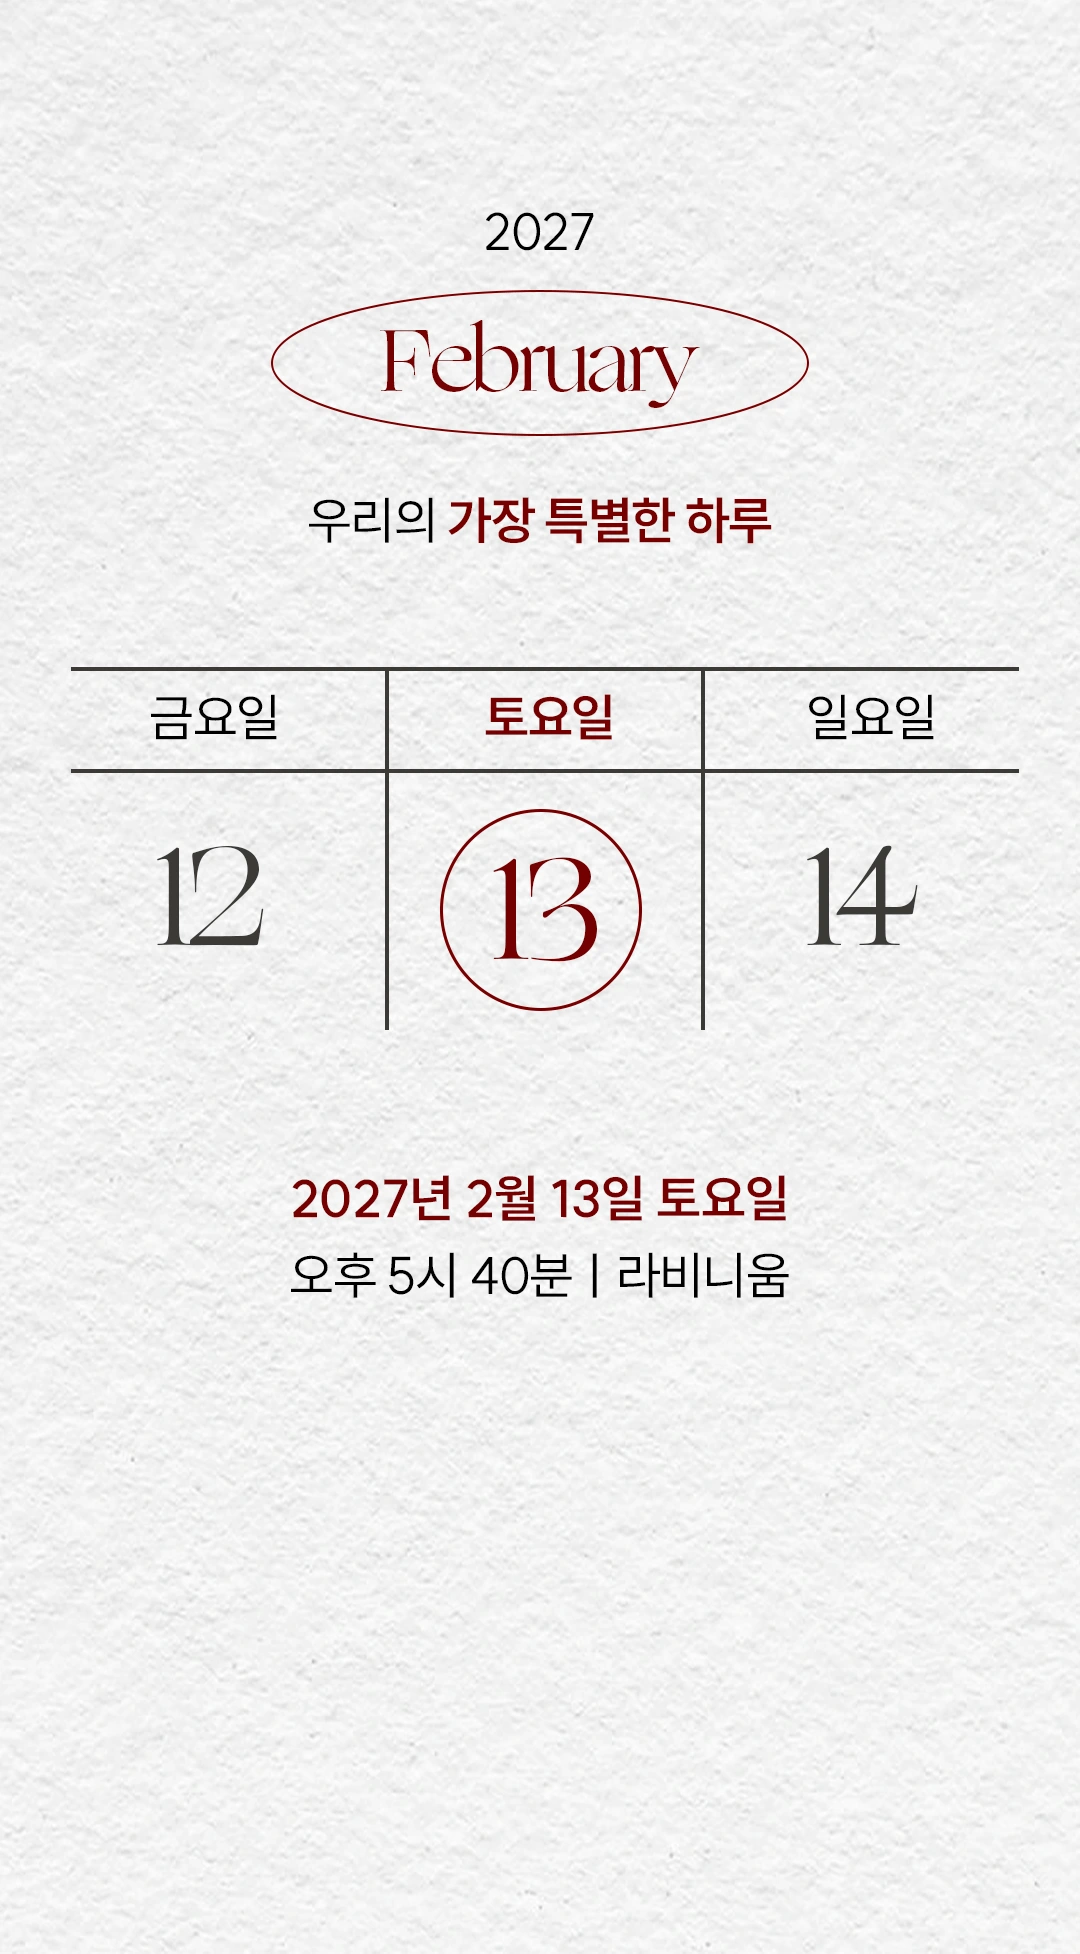 2027
February
우리의 가장 특별한 하루
금요일 토요일 일요일
12 13 14
2027년 2월 13일 토요일
오후 5시 40분 | 라비니움